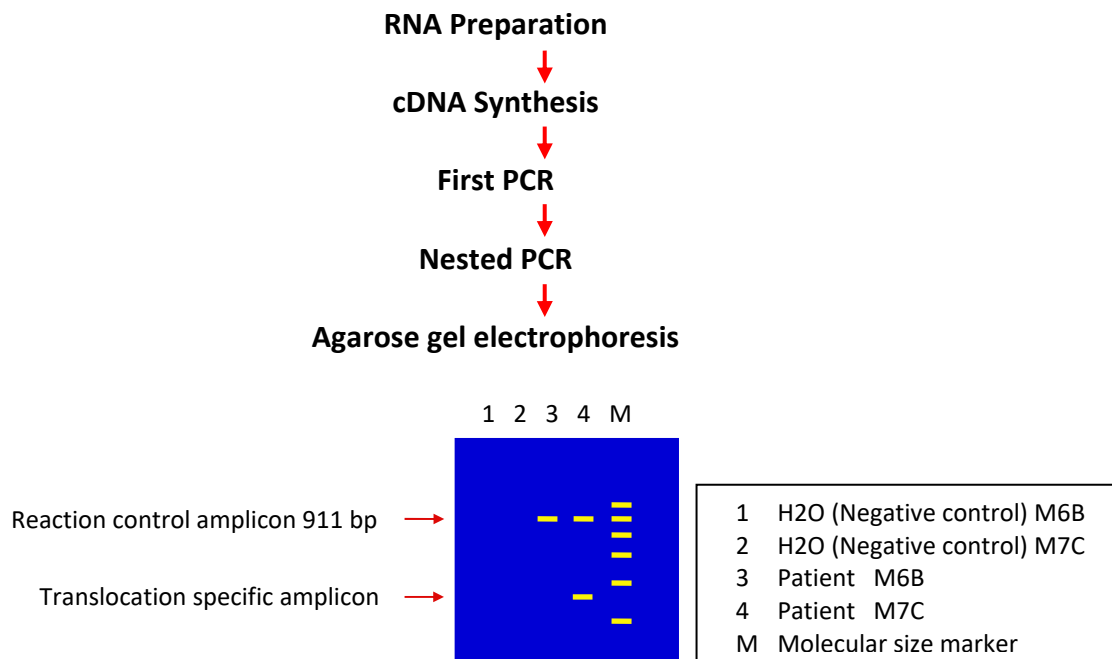 RNA Preparation
cDNA Synthesis
First PCR
Nested PCR
Agarose gel electrophoresis
1 2 3 4 M
Reaction control amplicon 911 bp
Translocation specific amplicon
1 H2O (Negative control) M6B
2 H2O (Negative control) M7C
3 Patient M6B
4 Patient M7C
M Molecular size marker